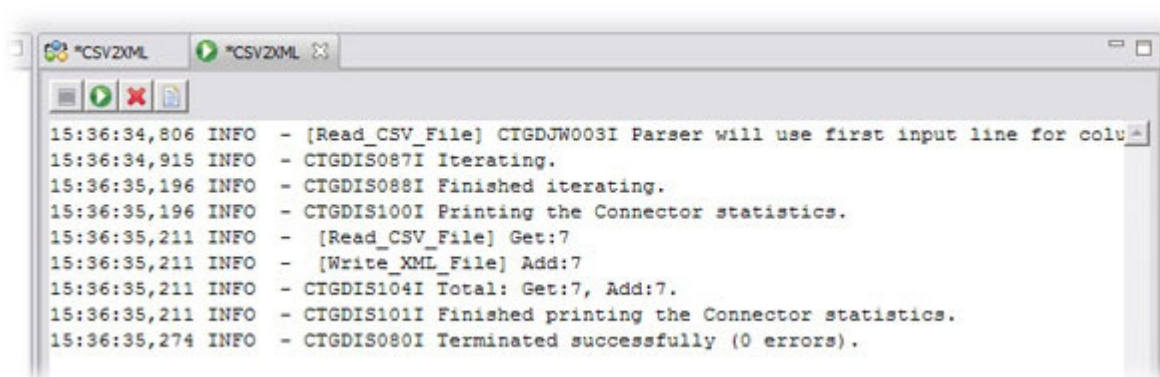 *CSV2XML *CSV2XML
15:36:34,806 INFO - [Read_CSV_File] CTGDJW003I Parser will use first input line for colu
15:36:34,915 INFO - CTGDIS087I Iterating.
15:36:35,196 INFO - CTGDIS088I Finished iterating.
15:36:35,196 INFO - CTGDIS100I Printing the Connector statistics.
15:36:35,211 INFO - [Read_CSV_File] Get:7
15:36:35,211 INFO - [Write_XML_File] Add:7
15:36:35,211 INFO - CTGDIS104I Total: Get:7, Add:7.
15:36:35,211 INFO - CTGDIS101I Finished printing the Connector statistics.
15:36:35,274 INFO - CTGDIS080I Terminated successfully (0 errors).